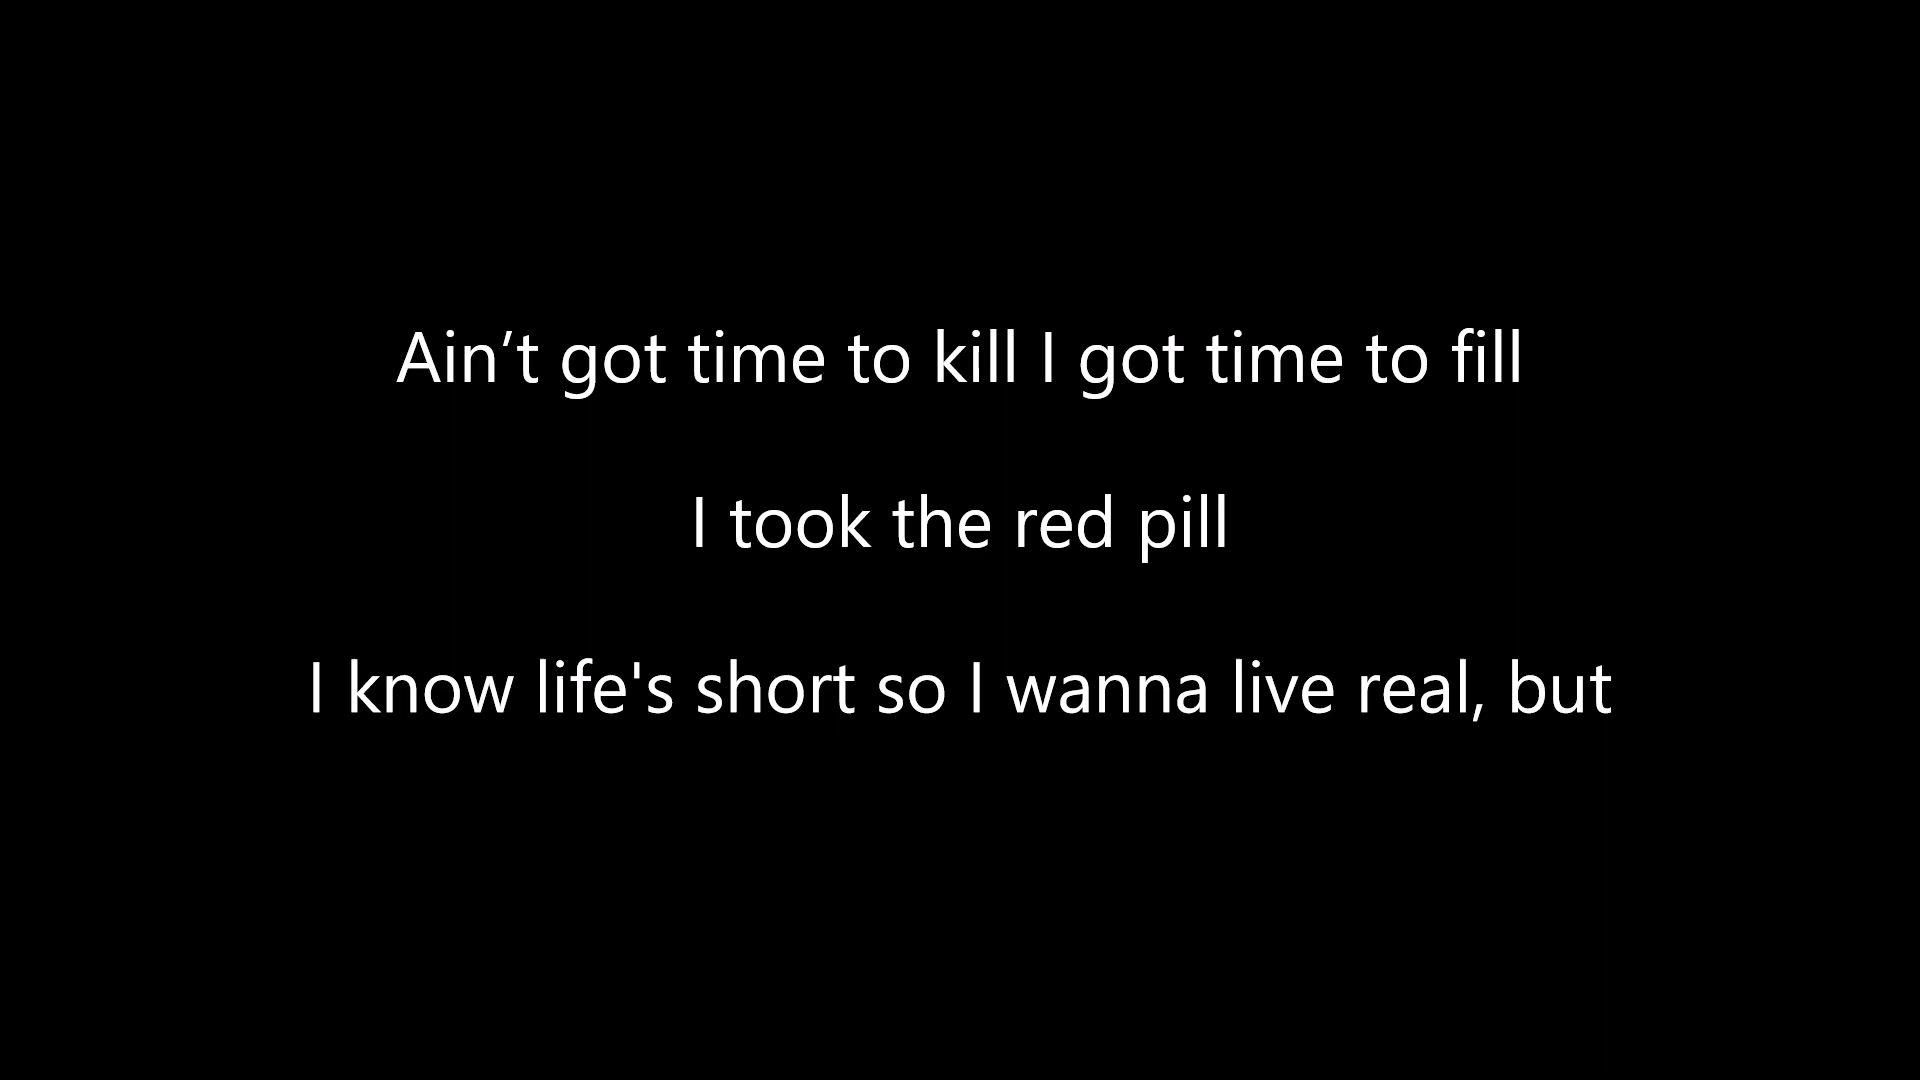 Ain’t got time to kill I got time to fill
I took the red pill
I know life's short so I wanna live real, but